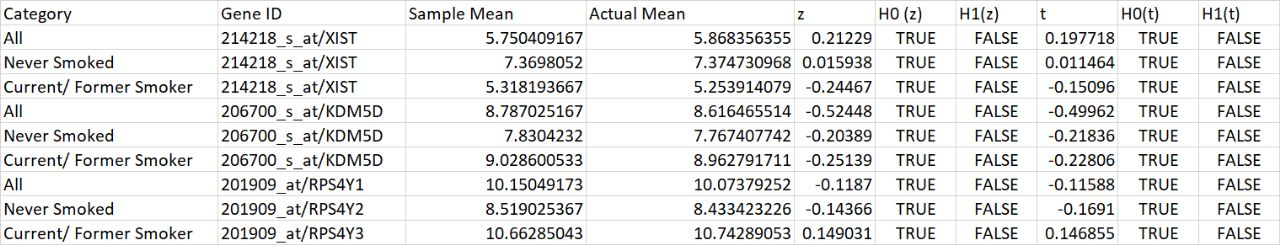 Category Gene ID Sample Mean Actual Mean z H0 (z) H1(z) t H0(t) H1(t)
All 214218_s_at/XIST 5.750409167 5.868356355 0.21229 TRUE FALSE 0.197718 TRUE FALSE
Never Smoked 214218_s_at/XIST 7.3698052 7.374730968 0.015938 TRUE FALSE 0.011464 TRUE FALSE
Current/ Former Smoker 214218_s_at/XIST 5.318193667 5.253914079 -0.24467 TRUE FALSE -0.15096 TRUE FALSE
All 206700_s_at/KDM5D 8.787025167 8.616465514 -0.52448 TRUE FALSE -0.49962 TRUE FALSE
Never Smoked 206700_s_at/KDM5D 7.8304232 7.767407742 -0.20389 TRUE FALSE -0.21836 TRUE FALSE
Current/ Former Smoker 206700_s_at/KDM5D 9.028600533 8.962791711 -0.25139 TRUE FALSE -0.22806 TRUE FALSE
All 201909_at/RPS4Y1 10.15049173 10.07379252 -0.1187 TRUE FALSE -0.11588 TRUE FALSE
Never Smoked 201909_at/RPS4Y2 8.519025367 8.433423226 -0.14366 TRUE FALSE -0.1691 TRUE FALSE
Current/ Former Smoker 201909_at/RPS4Y3 10.66285043 10.74289053 0.149031 TRUE FALSE 0.146855 TRUE FALSE